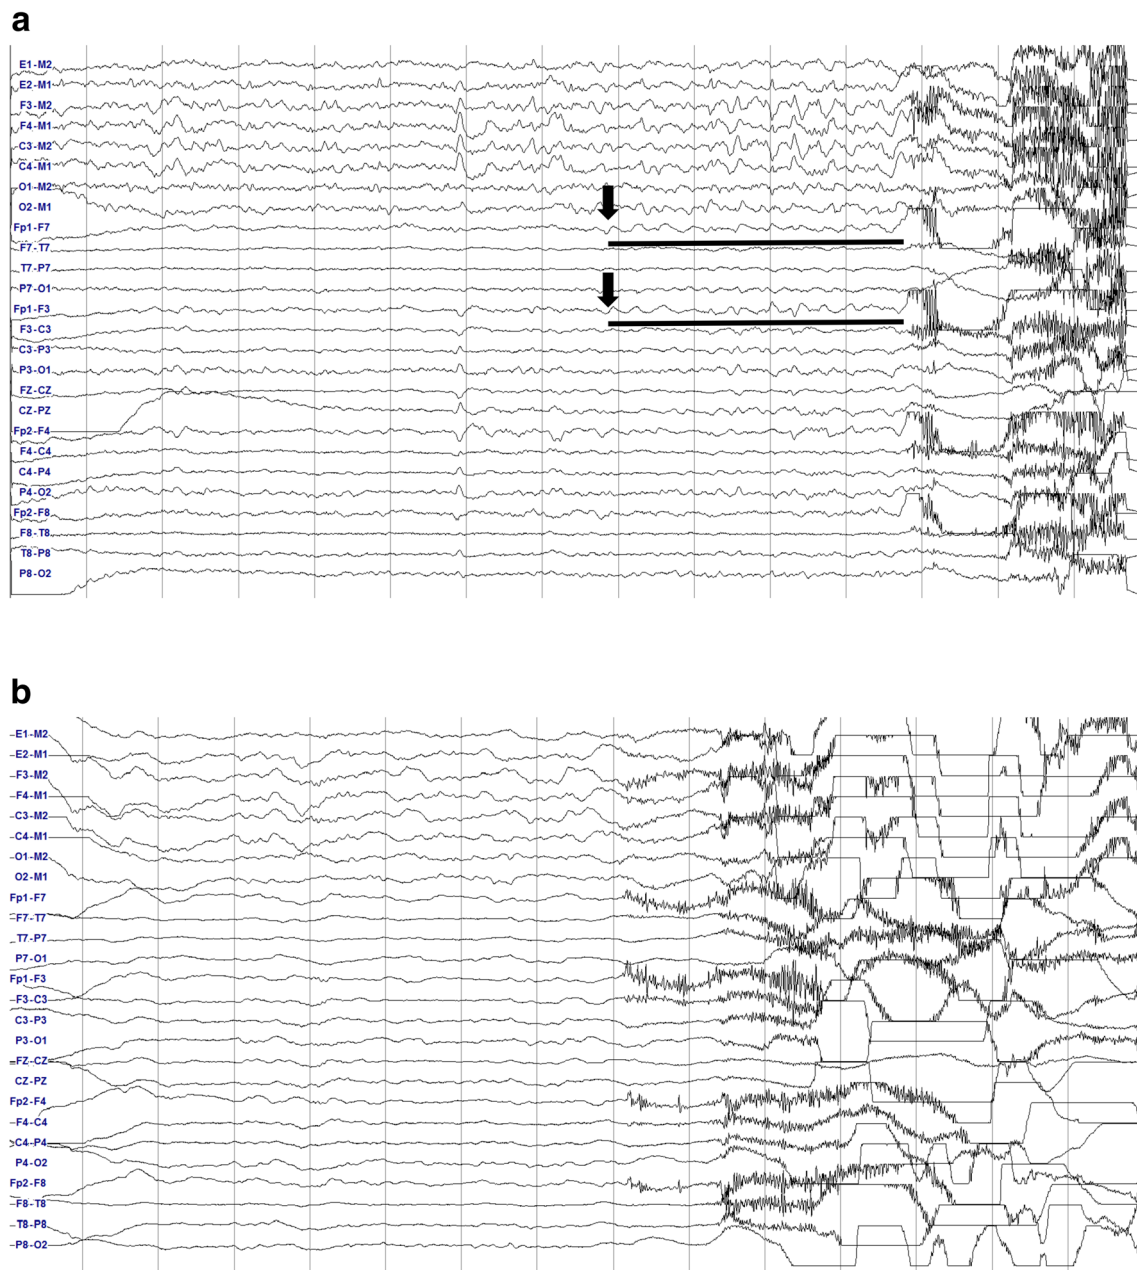 a
E1-M2
E2-M1
F3-M2
F4-M1
C3-M2
C4-M1
O1-M2
O2-M1
Fp1-F7
F7-T7
T7-P7
P7-O1
Fp1-F3
F3-C3
C3-P3
P3-O1
FZ-CZ
CZ-PZ
Fp2-F4
F4-C4
C4-P4
P4-O2
Fp2-F8
F8-T8
T8-P8
P8-O2
b
E1-M2
E2-M1
F3-M2
F4-M1
C3-M2
C4-M1
O1-M2
O2-M1
Fp1-F7
F7-T7
T7-P7
P7-O1
Fp1-F3
F3-C3
C3-P3
P3-O1
FZ-CZ
CZ-PZ
Fp2-F4
F4-C4
C4-P4
P4-O2
Fp2-F8
F8-T8
T8-P8
P8-O2